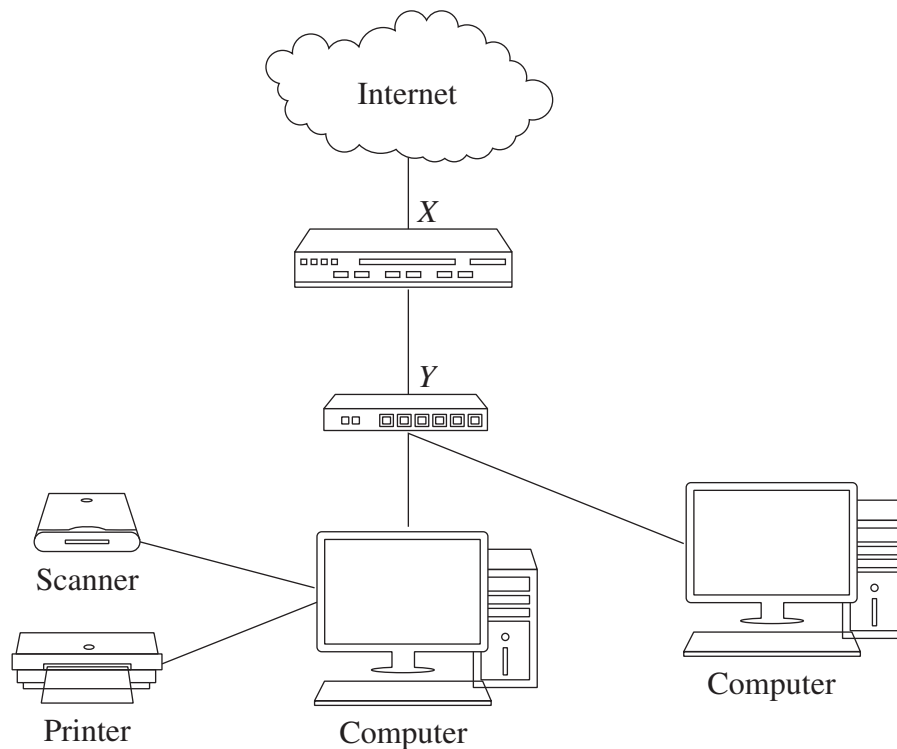 Internet
X
Y
Scanner
Printer
Computer
Computer